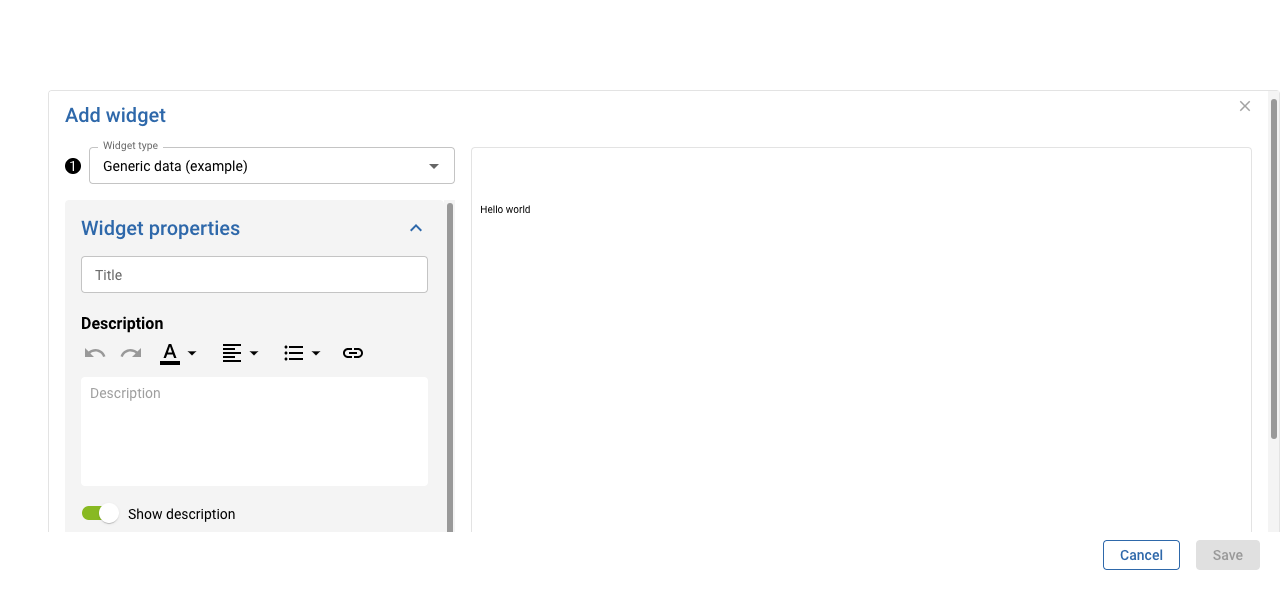 Add widget
Widget type
1 Generic data (example)
Hello world
Widget properties
Title
Description
A
Description
Show description
Cancel
Save